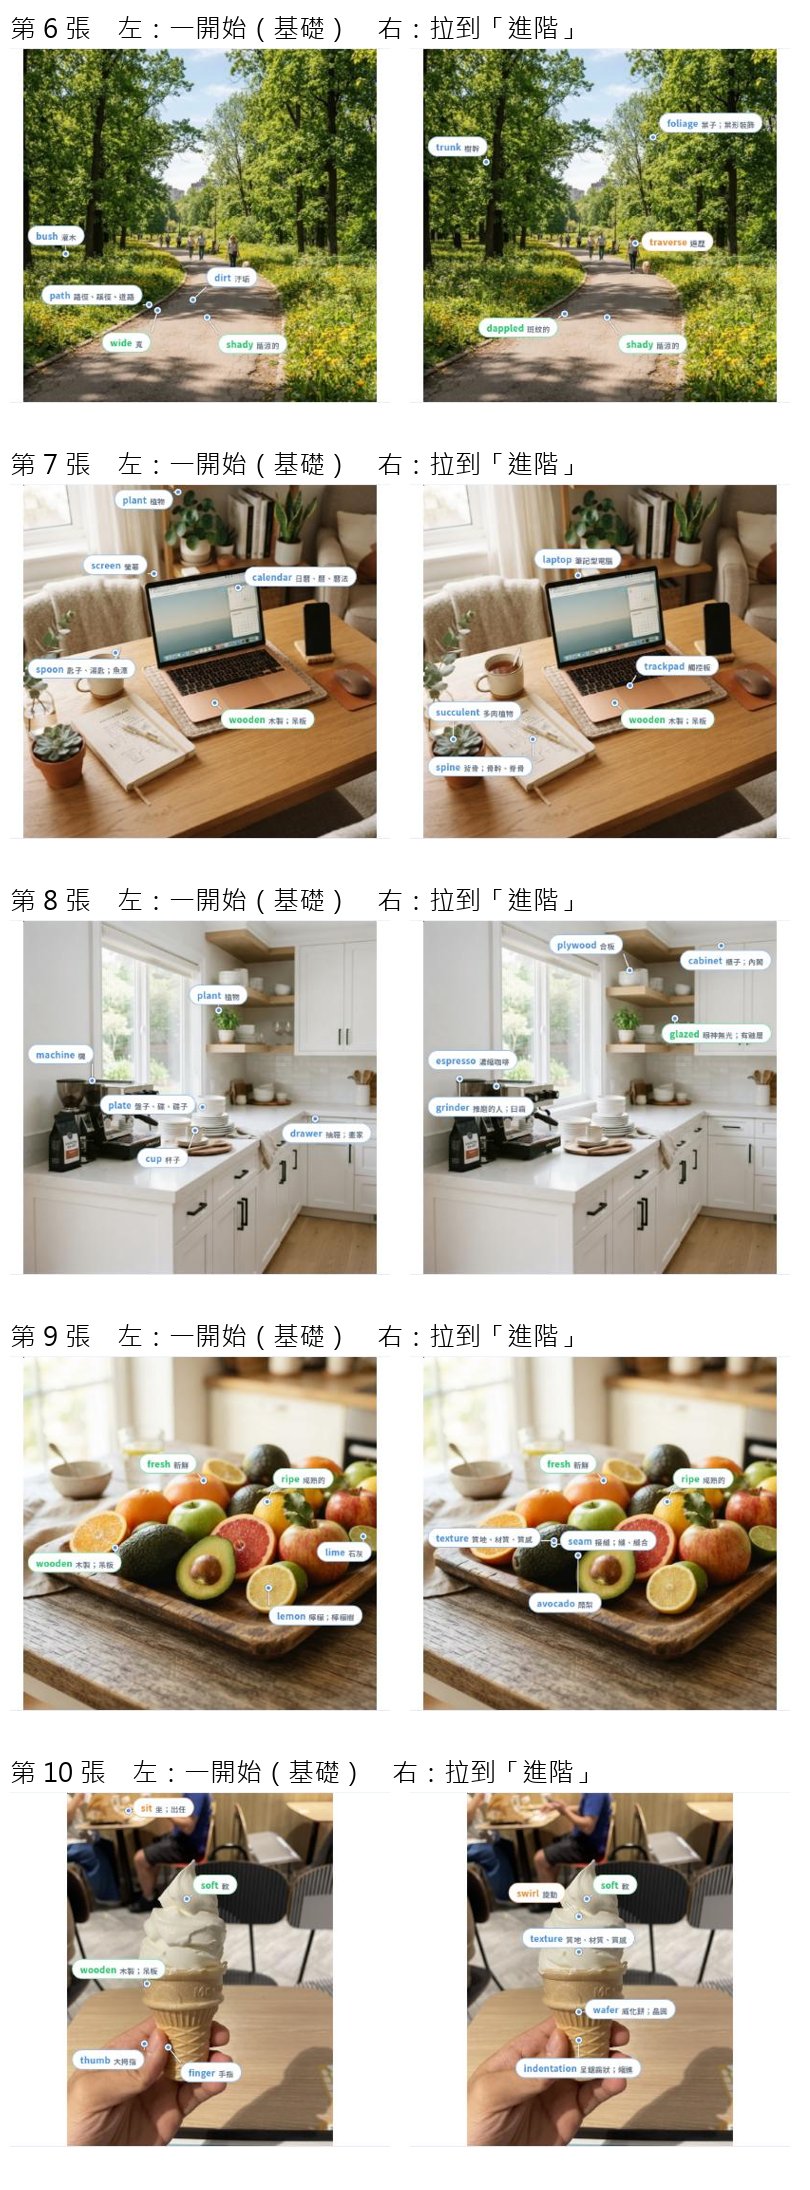 第 6 張 左：一開始（基礎） 右：拉到「進階」
bush 灌木
path 路徑、蹊徑、道路
wide 寬
dirt 汙垢
shady 蔭涼的
trunk 樹幹
foliage 葉子；葉形裝飾
traverse 遍歷
dappled 斑紋的
shady 蔭涼的
第 7 張 左：一開始（基礎） 右：拉到「進階」
plant 植物
screen 螢幕
calendar 日曆、曆、曆法
spoon 匙子、湯匙；魚漂
wooden 木製；呆板
laptop 筆記型電腦
trackpad 觸控板
succulent 多肉植物
wooden 木製；呆板
spine 背骨；骨幹、脊骨
第 8 張 左：一開始（基礎） 右：拉到「進階」
plant 植物
machine 機
plate 盤子、碟、碟子
drawer 抽屜；畫家
cup 杯子
plywood 合板
cabinet 櫃子；內閣
glazed 眼神無光；有釉層
espresso 濃縮咖啡
grinder 推磨的人；臼齒
第 9 張 左：一開始（基礎） 右：拉到「進階」
fresh 新鮮
ripe 成熟的
wooden 木製；呆板
lime 石灰
lemon 檸檬；檸檬樹
fresh 新鮮
ripe 成熟的
texture 質地、材質、質感
seam 接縫；縫、縫合
avocado 酪梨
第 10 張 左：一開始（基礎） 右：拉到「進階」
sit 坐；出任
soft 軟
wooden 木製；呆板
thumb 大拇指
finger 手指
swirl 旋動
soft 軟
texture 質地、材質、質感
wafer 威化餅；晶圓
indentation 呈鋸齒狀；縮進